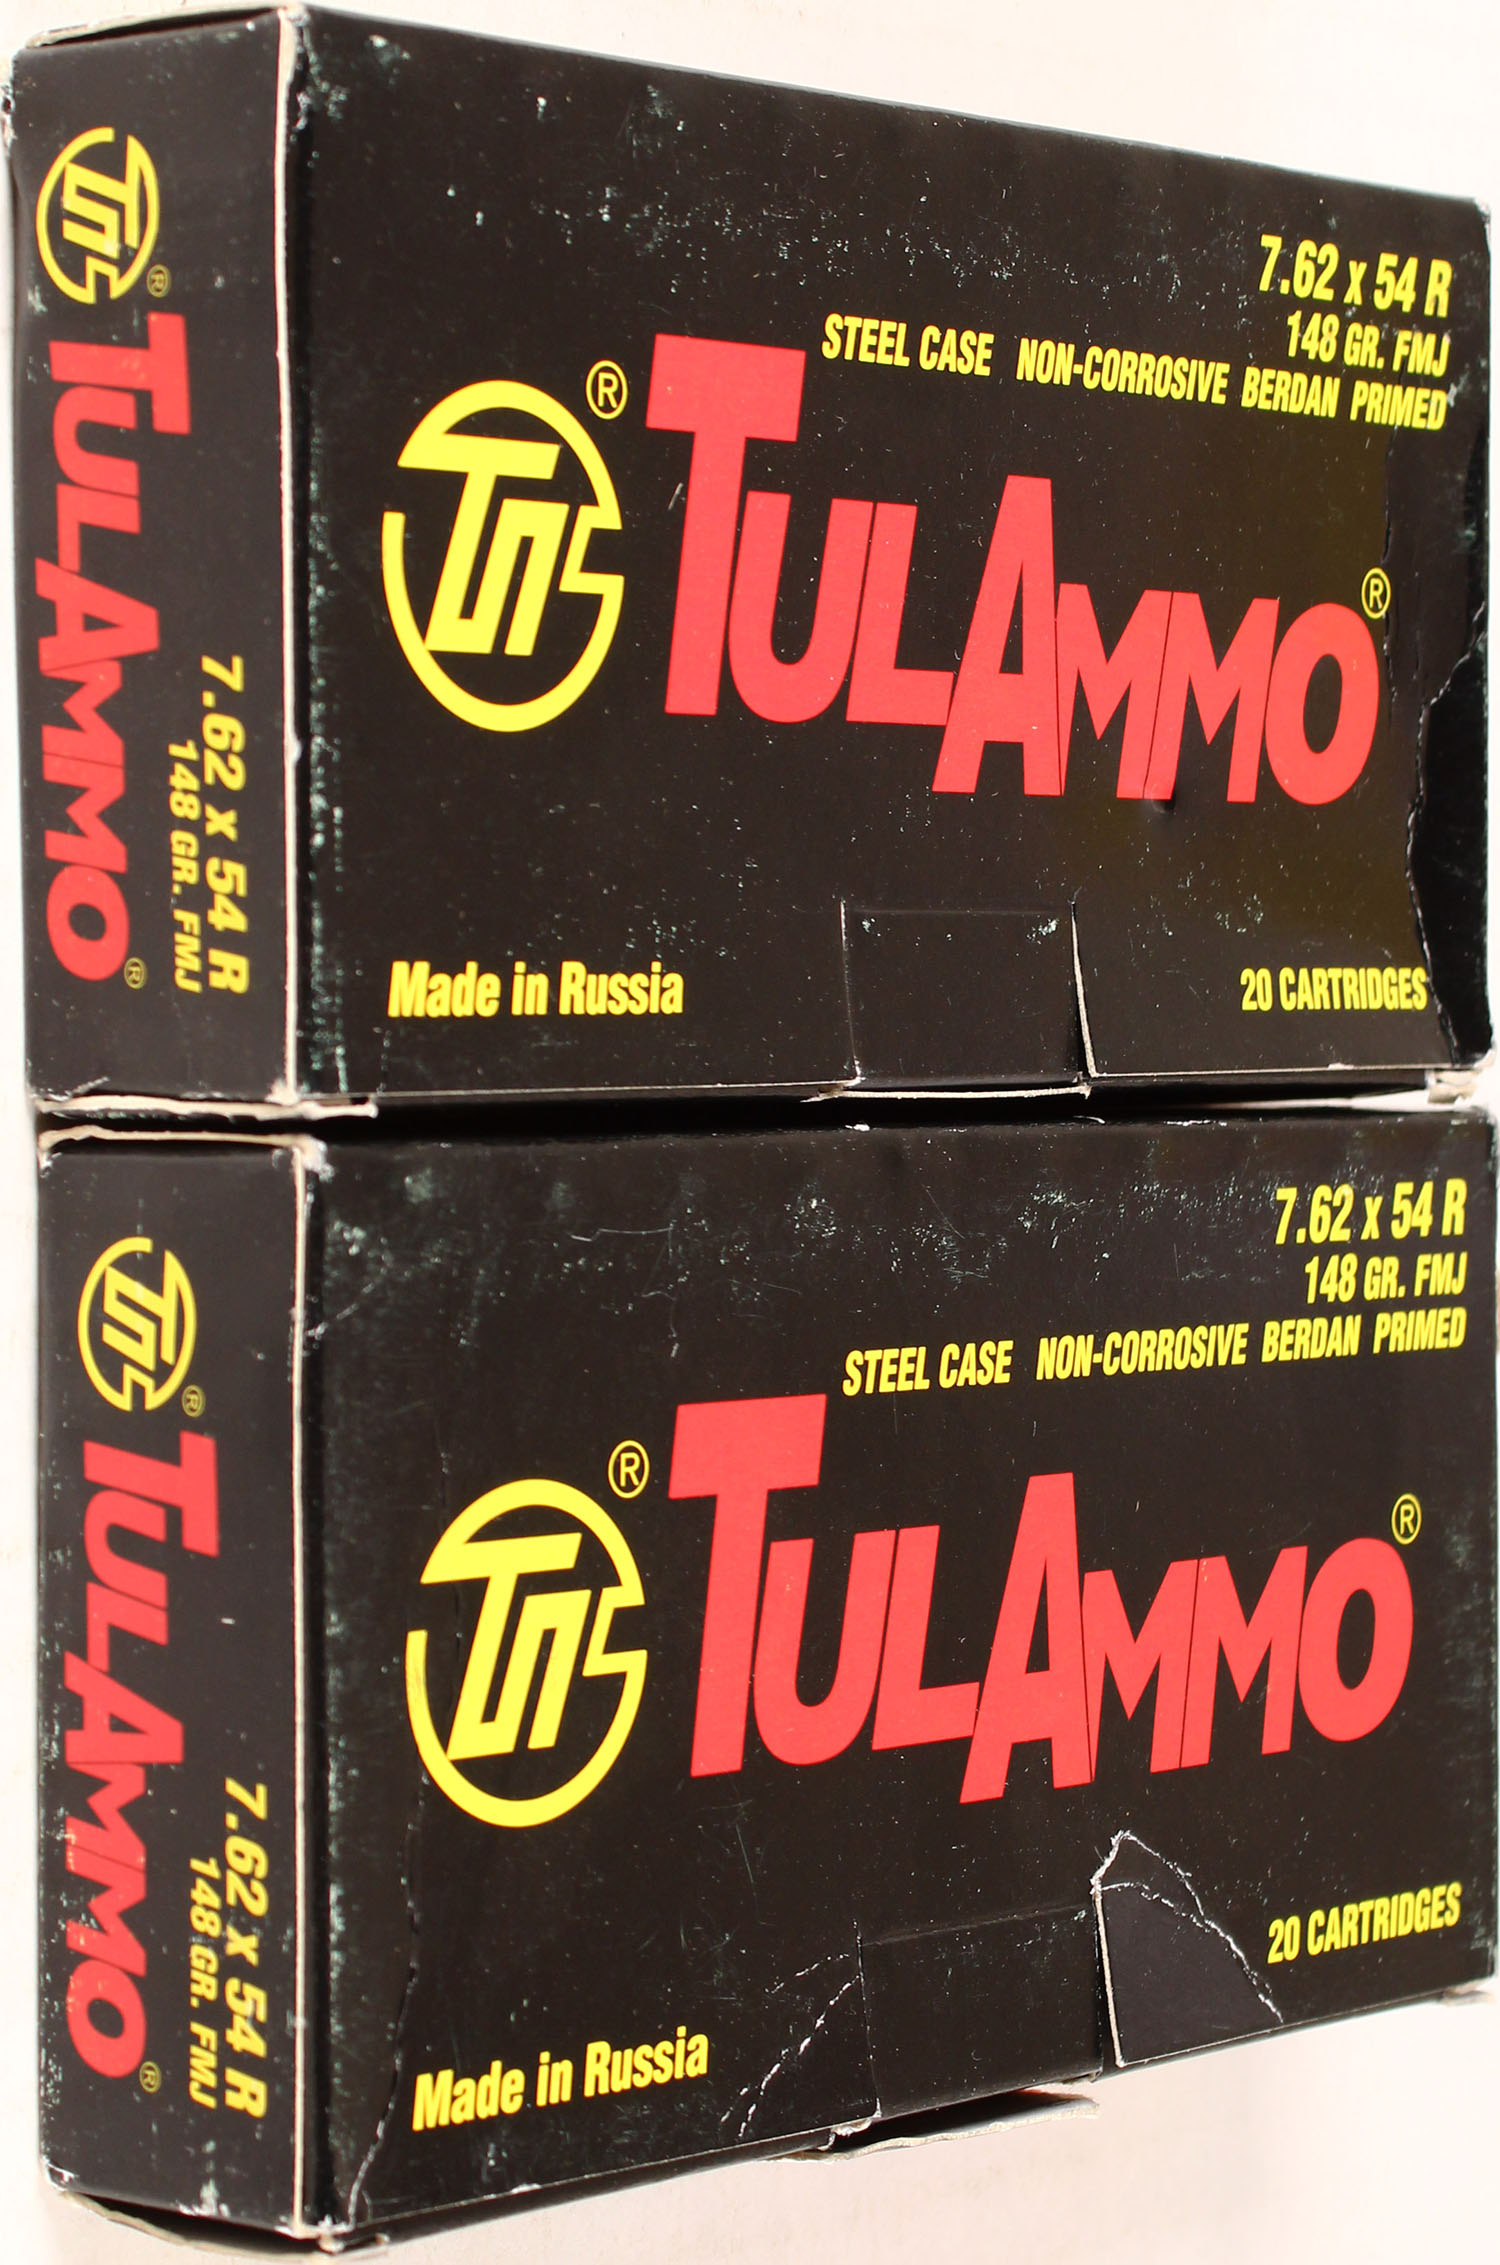 TULAMMO®
7.62 x 54 R
148 GR. FMJ
7.62 x 54 R
148 GR. FMJ
STEEL CASE NON-CORROSIVE BERDAN PRIMED
®
TULAMMO®
Made in Russia
20 CARTRIDGES
TULAMMO®
7.62 x 54 R
148 GR. FMJ
7.62 x 54 R
148 GR. FMJ
STEEL CASE NON-CORROSIVE BERDAN PRIMED
®
TULAMMO®
20 CARTRIDGES
Made in Russia